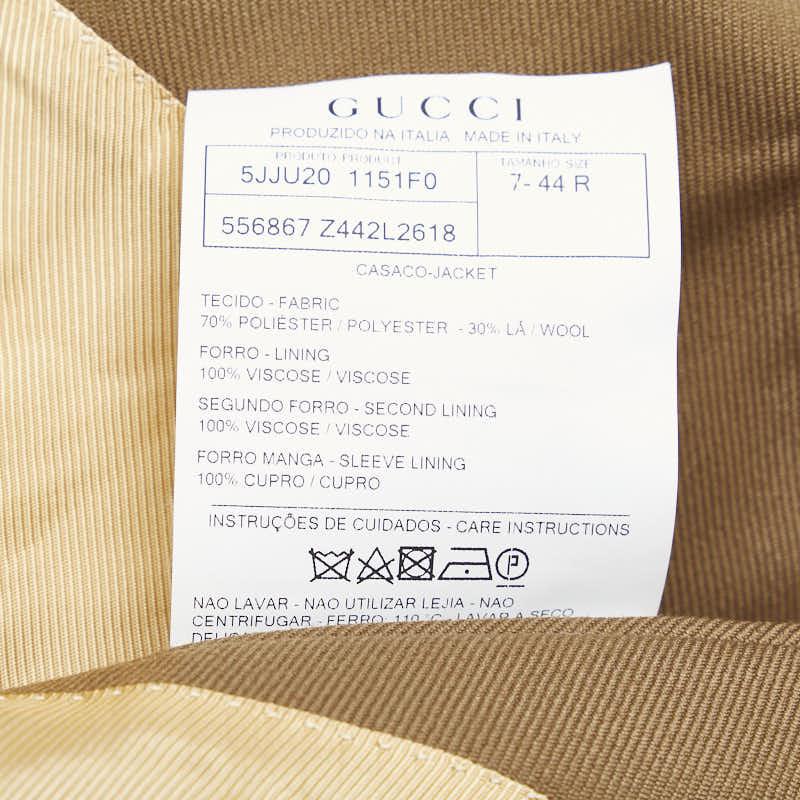 GUCCI
PRODUZIDO NA ITALIA MADE IN ITALY
PRODUTO PRODUCT TAMANHO SIZE
5JJU20 1151F0 7- 44 R
556867 Z442L2618
CASACO-JACKET
TECIDO - FABRIC
70% POLIÉSTER / POLYESTER - 30% LÃ / WOOL
FORRO - LINING
100% VISCOSE / VISCOSE
SEGUNDO FORRO - SECOND LINING
100% VISCOSE / VISCOSE
FORRO MANGA - SLEEVE LINING
100% CUPRO / CUPRO
INSTRUÇÕES DE CUIDADOS - CARE INSTRUCTIONS
P
NAO LAVAR - NAO UTILIZAR LEJIA - NAO
CENTRIFUGAR - FERRO: 110 °C - LAVAR A SECO